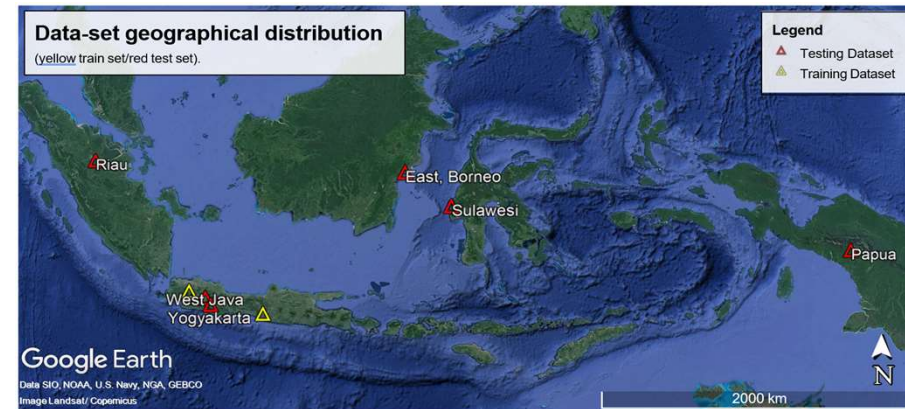 Data-set geographical distribution
(yellow train set/red test set).
Legend
Testing Dataset
Training Dataset
Riau
East, Borneo
Sulawesi
Papua
West Java
Yogyakarta
Google Earth
Data SIO, NOAA, U.S. Navy, NGA, GEBCO
Image Landsat/ Copernicus
N
2000 km